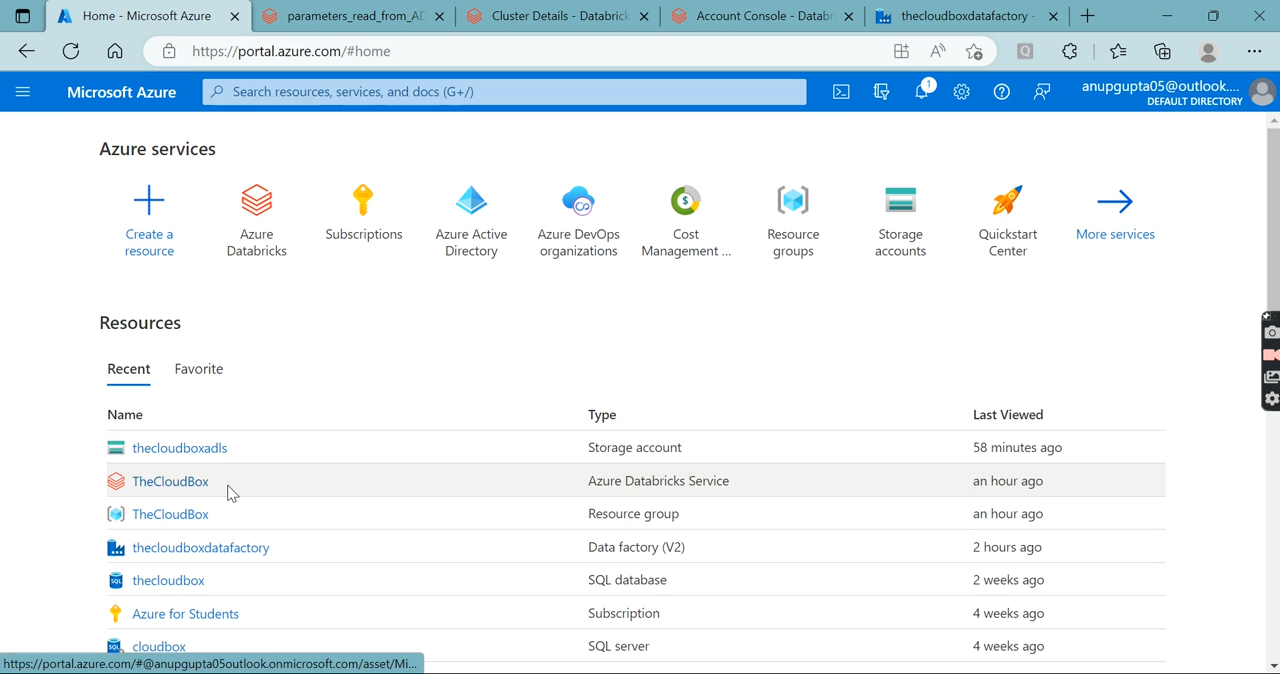 Home - Microsoft Azure
parameters_read_from_AD
Cluster Details - Databrick
Account Console - Databr
thecloudboxdatafactory -
https://portal.azure.com/#home
Microsoft Azure
Search resources, services, and docs (G+/)
1
anupgupta05@outlook....
DEFAULT DIRECTORY
Azure services
Create a resource
Azure Databricks
Subscriptions
Azure Active Directory
Azure DevOps organizations
Cost Management ...
Resource groups
Storage accounts
Quickstart Center
More services
Resources
Recent Favorite
Name Type Last Viewed
thecloudboxadls Storage account 58 minutes ago
TheCloudBox Azure Databricks Service an hour ago
TheCloudBox Resource group an hour ago
thecloudboxdatafactory Data factory (V2) 2 hours ago
SQL thecloudbox SQL database 2 weeks ago
Azure for Students Subscription 4 weeks ago
SQL cloudbox SQL server 4 weeks ago
https://portal.azure.com/#@anupgupta05outlook.onmicrosoft.com/asset/Mi...